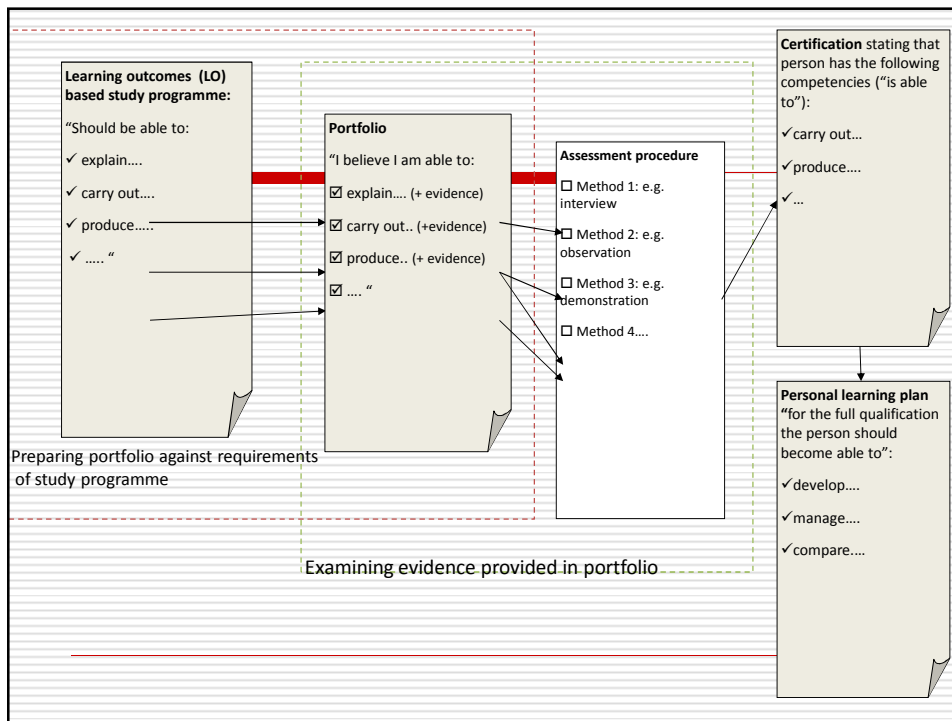 Learning outcomes (LO)
based study programme:
“Should be able to:
✓ explain....
✓ carry out....
✓ produce.....
✓ ..... “
Preparing portfolio against requirements
of study programme
Portfolio
“I believe I am able to:
☑ explain.... (+ evidence)
☑ carry out.. (+evidence)
☑ produce.. (+ evidence)
☑ .... “
Assessment procedure
☐ Method 1: e.g.
interview
☐ Method 2: e.g.
observation
☐ Method 3: e.g.
demonstration
☐ Method 4....
Examining evidence provided in portfolio
Certification stating that
person has the following
competencies (“is able
to”):
✓carry out...
✓produce....
✓...
Personal learning plan
“for the full qualification
the person should
become able to”:
✓develop....
✓manage....
✓compare....